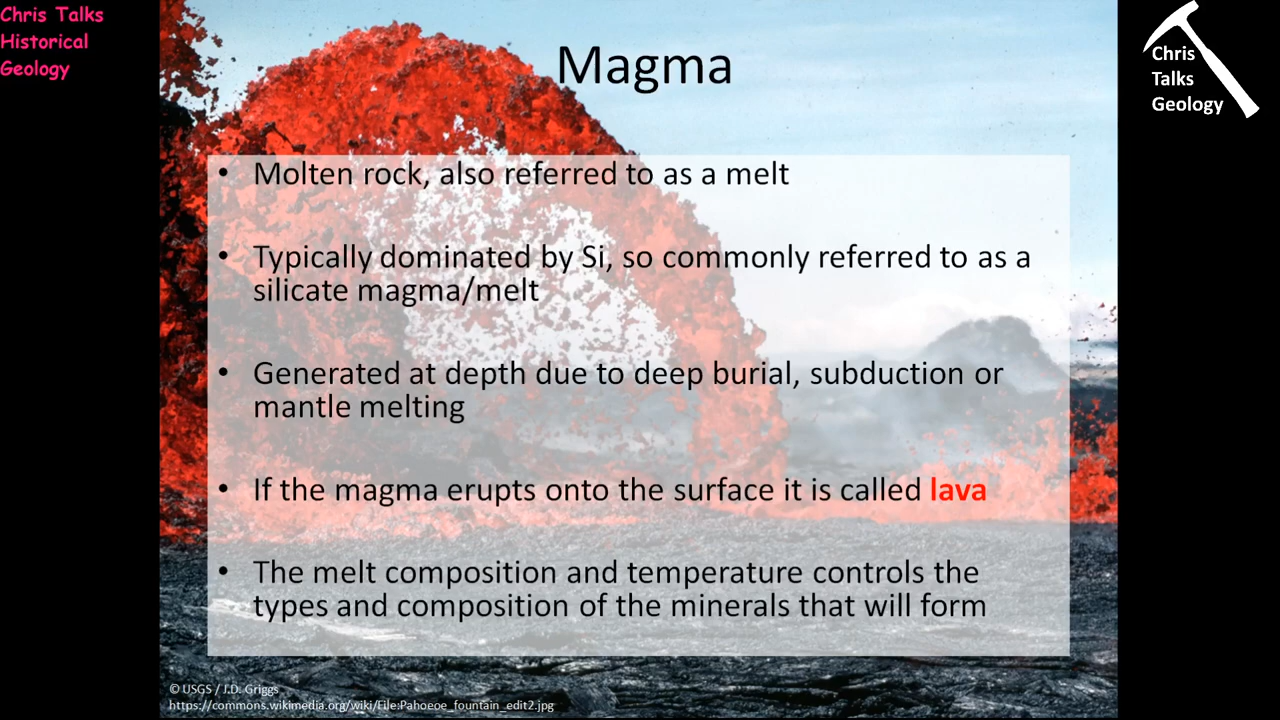 Chris Talks
Historical
Geology
Chris
Talks
Geology
Magma
• Molten rock, also referred to as a melt
• Typically dominated by Si, so commonly referred to as a
silicate magma/melt
• Generated at depth due to deep burial, subduction or
mantle melting
• If the magma erupts onto the surface it is called lava
• The melt composition and temperature controls the
types and composition of the minerals that will form
© USGS / J.D. Griggs
https://commons.wikimedia.org/wiki/File:Pahoeoe_fountain_edit2.jpg